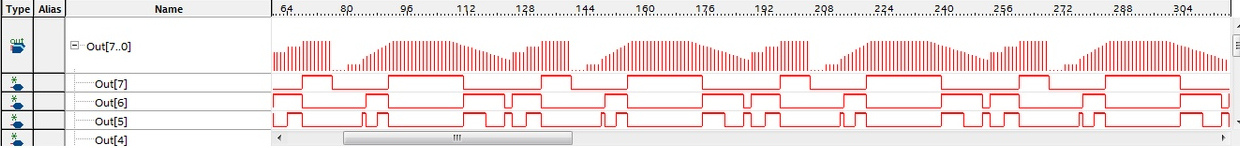 Type Alias Name 64 80 96 112 128 144 160 176 192 208 224 240 256 272 288 304
out Out[7..0]
Out[7]
Out[6]
Out[5]
Out[4]